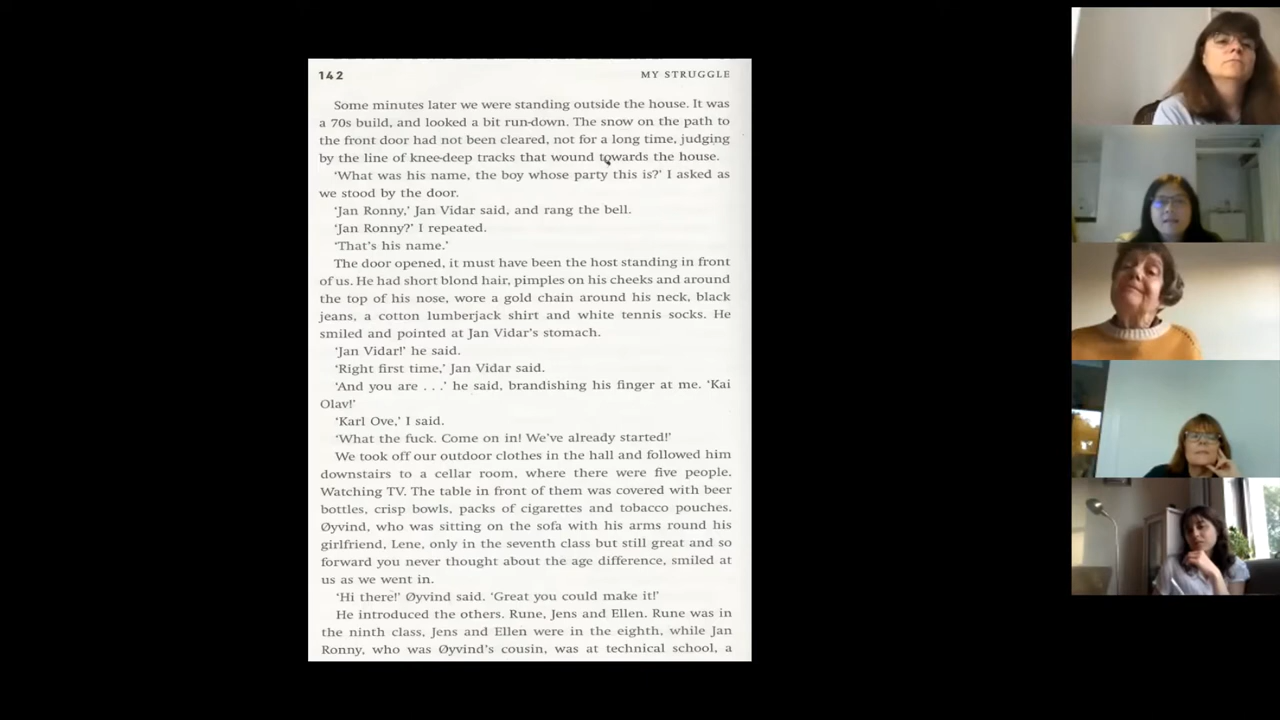 142
MY STRUGGLE
Some minutes later we were standing outside the house. It was
a 70s build, and looked a bit run-down. The snow on the path to
the front door had not been cleared, not for a long time, judging
by the line of knee-deep tracks that wound towards the house.
‘What was his name, the boy whose party this is?’ I asked as
we stood by the door.
‘Jan Ronny,’ Jan Vidar said, and rang the bell.
‘Jan Ronny?’ I repeated.
‘That’s his name.’
The door opened, it must have been the host standing in front
of us. He had short blond hair, pimples on his cheeks and around
the top of his nose, wore a gold chain around his neck, black
jeans, a cotton lumberjack shirt and white tennis socks. He
smiled and pointed at Jan Vidar’s stomach.
‘Jan Vidar!’ he said.
‘Right first time,’ Jan Vidar said.
‘And you are . . .’ he said, brandishing his finger at me. ‘Kai
Olav!’
‘Karl Ove,’ I said.
‘What the fuck. Come on in! We’ve already started!’
We took off our outdoor clothes in the hall and followed him
downstairs to a cellar room, where there were five people.
Watching TV. The table in front of them was covered with beer
bottles, crisp bowls, packs of cigarettes and tobacco pouches.
Øyvind, who was sitting on the sofa with his arms round his
girlfriend, Lene, only in the seventh class but still great and so
forward you never thought about the age difference, smiled at
us as we went in.
‘Hi there!’ Øyvind said. ‘Great you could make it!’
He introduced the others. Rune, Jens and Ellen. Rune was in
the ninth class, Jens and Ellen were in the eighth, while Jan
Ronny, who was Øyvind’s cousin, was at technical school, a